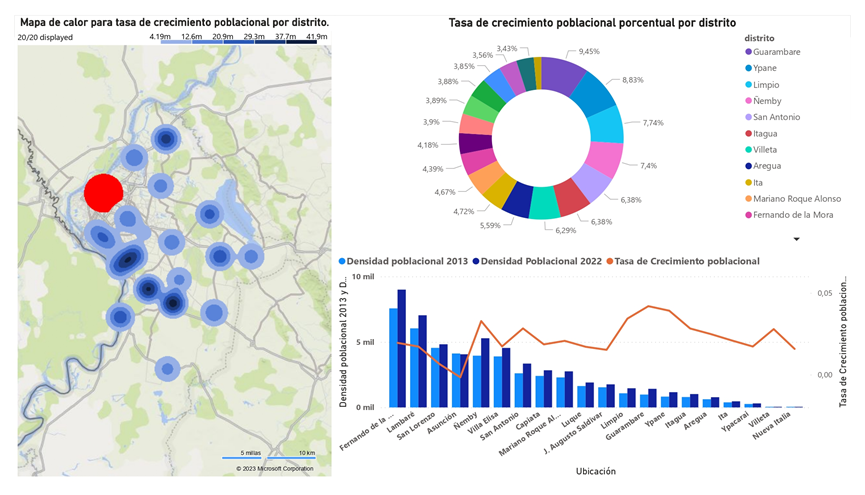 Mapa de calor para tasa de crecimiento poblacional por distrito.
20/20 displayed
4.19m 12.6m 20.9m 29.3m 37.7m 41.9m
5 millas 10 km
© 2023 Microsoft Corporation
Tasa de crecimiento poblacional porcentual por distrito
9,45%
8,83%
7,74%
7,4%
6,38%
6,38%
6,29%
5,59%
4,72%
4,67%
4,39%
4,18%
3,9%
3,89%
3,88%
3,85%
3,56%
3,43%
distrito
Guarambare
Ypane
Limpio
Ñemby
San Antonio
Itagua
Villeta
Aregua
Ita
Mariano Roque Alonso
Fernando de la Mora
Densidad poblacional 2013 Densidad Poblacional 2022 Tasa de Crecimiento poblacional
Densidad poblacional 2013 y D...
10 mil
5 mil
0 mil
0,05
0,00
Tasa de Crecimiento poblacion...
Fernando de la ...
Lambare
San Lorenzo
Asunción
Ñemby
Villa Elisa
San Antonio
Capiata
Mariano Roque Al...
Luque
J. Augusto Saldivar
Limpio
Guarambare
Ypane
Itagua
Aregua
Ita
Ypacarai
Villeta
Nueva Italia
Ubicación